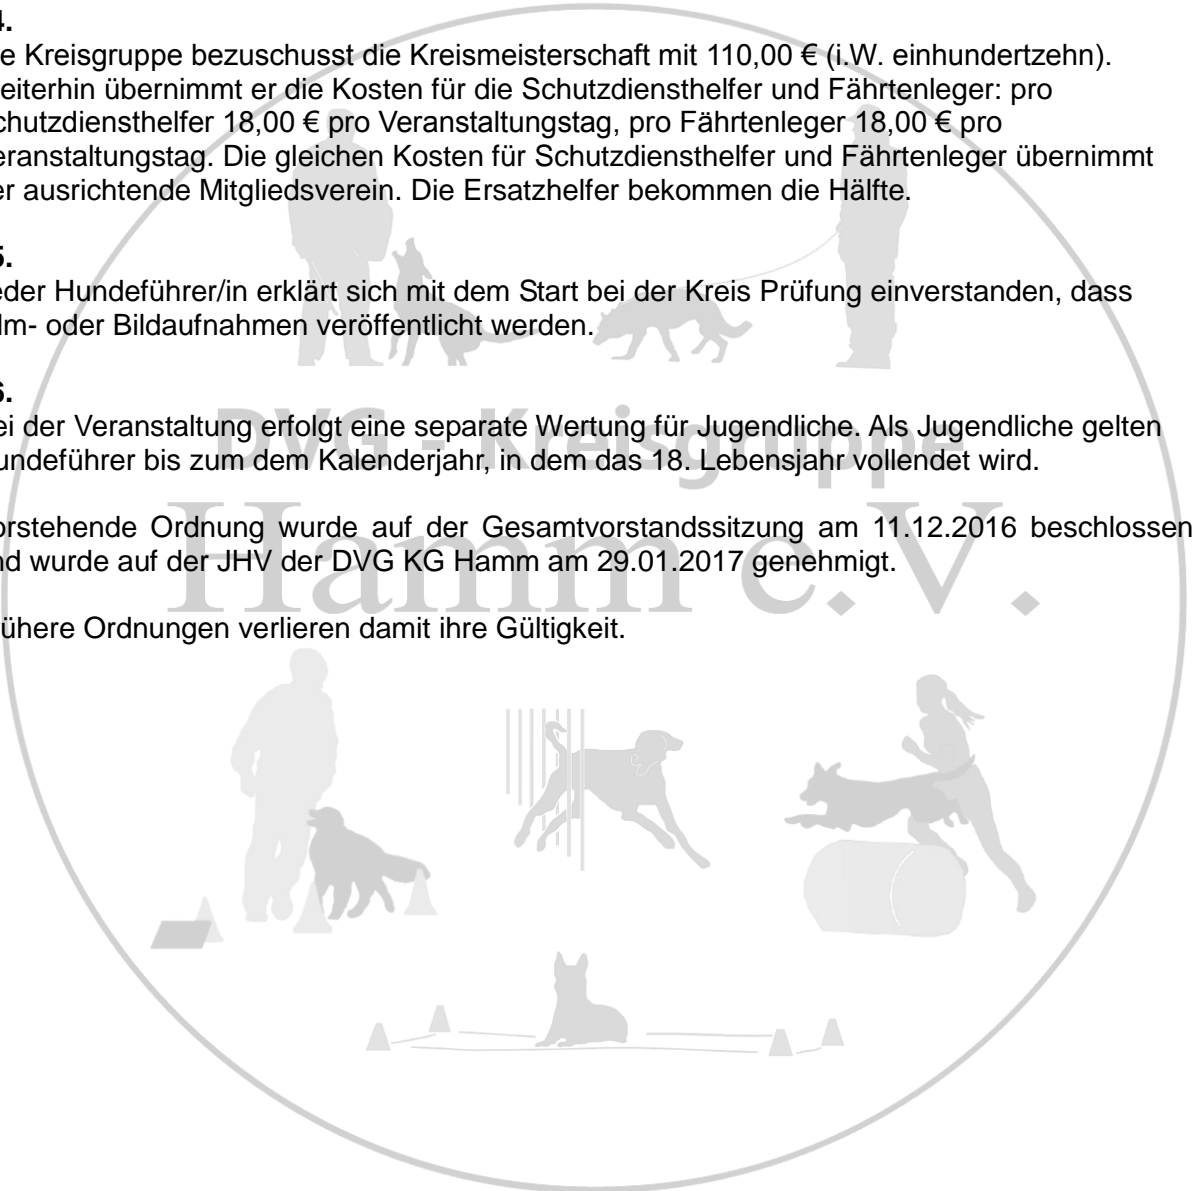 4.
e Kreisgruppe bezuschusst die Kreismeisterschaft mit 110,00 € (i.W. einhundertzehn).
eiterhin übernimmt er die Kosten für die Schutzdiensthelfer und Fährtenleger: pro
chutzdiensthelfer 18,00 € pro Veranstaltungstag, pro Fährtenleger 18,00 € pro
eranstaltungstag. Die gleichen Kosten für Schutzdiensthelfer und Fährtenleger übernimmt
er ausrichtende Mitgliedsverein. Die Ersatzhelfer bekommen die Hälfte.
5.
eder Hundeführer/in erklärt sich mit dem Start bei der Kreis Prüfung einverstanden, dass
lm- oder Bildaufnahmen veröffentlicht werden.
6.
ei der Veranstaltung erfolgt eine separate Wertung für Jugendliche. Als Jugendliche gelten
undeführer bis zum dem Kalenderjahr, in dem das 18. Lebensjahr vollendet wird.
DVG - Kreisgruppe
Hamm e.V.
orstehende Ordnung wurde auf der Gesamtvorstandssitzung am 11.12.2016 beschlossen
nd wurde auf der JHV der DVG KG Hamm am 29.01.2017 genehmigt.
ühere Ordnungen verlieren damit ihre Gültigkeit.